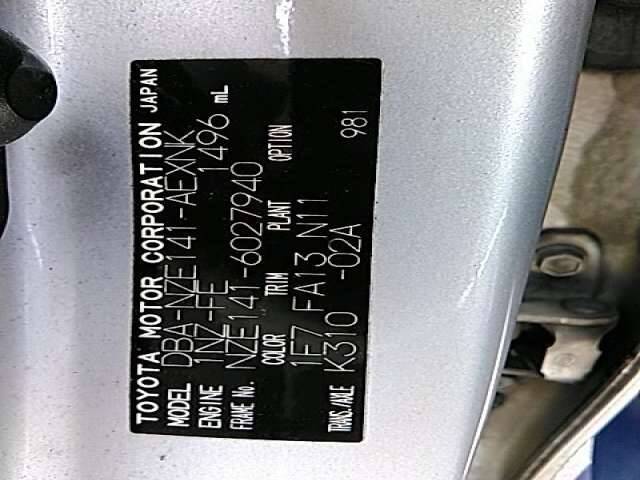 TOYOTA MOTOR CORPORATION JAPAN
MODEL DBA-NZE141-AEXNK
ENGINE 1NZ-FE 1496 mL
FRAME No. NZE141-6027940
COLOR TRIM PLANT OPTION
1E7 FA13 N11 981
TRANS./AXLE K310 -02A